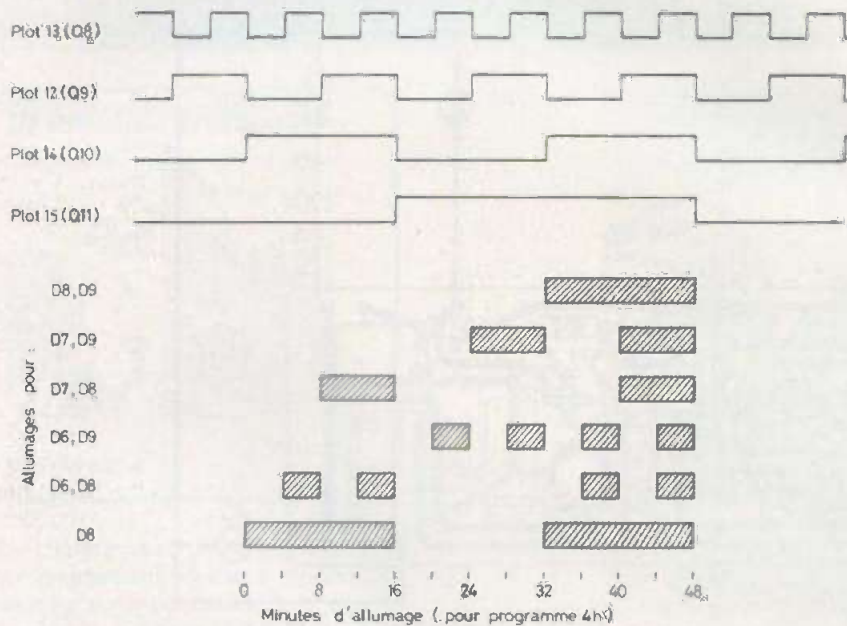 Plot 13 (Q8)
Plot 12 (Q9)
Plot 14 (Q10)
Plot 15 (Q11)
Allumages pour :
D8, D9
D7, D9
D7, D8
D6, D9
D6, D8
D8
0 8 16 24 32 40 48
Minutes d'allumage ( pour programme 4h)